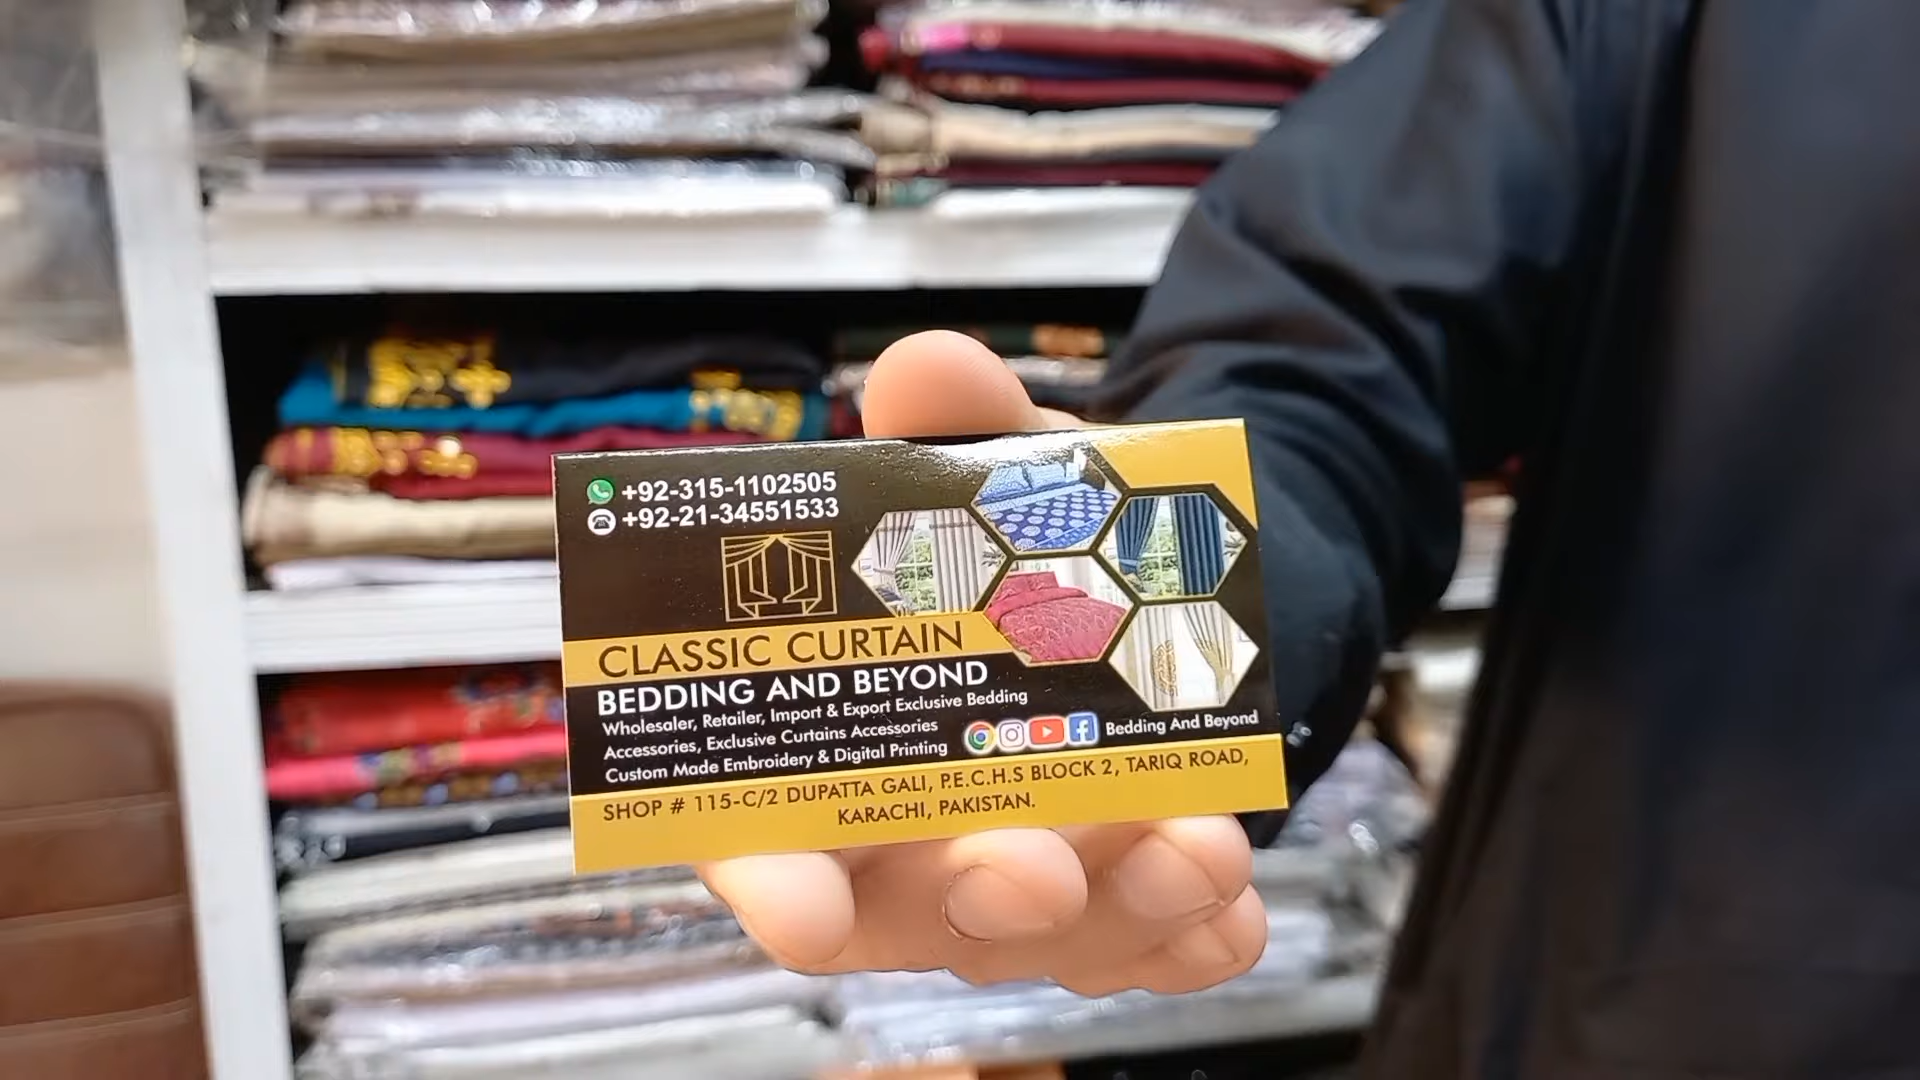 +92-315-1102505
+92-21-34551533
CLASSIC CURTAIN
BEDDING AND BEYOND
Wholesaler, Retailer, Import & Export Exclusive Bedding
Accessories, Exclusive Curtains Accessories
Custom Made Embroidery & Digital Printing
Bedding And Beyond
SHOP # 115-C/2 DUPATTA GALI, P.E.C.H.S BLOCK 2, TARIQ ROAD,
KARACHI, PAKISTAN.